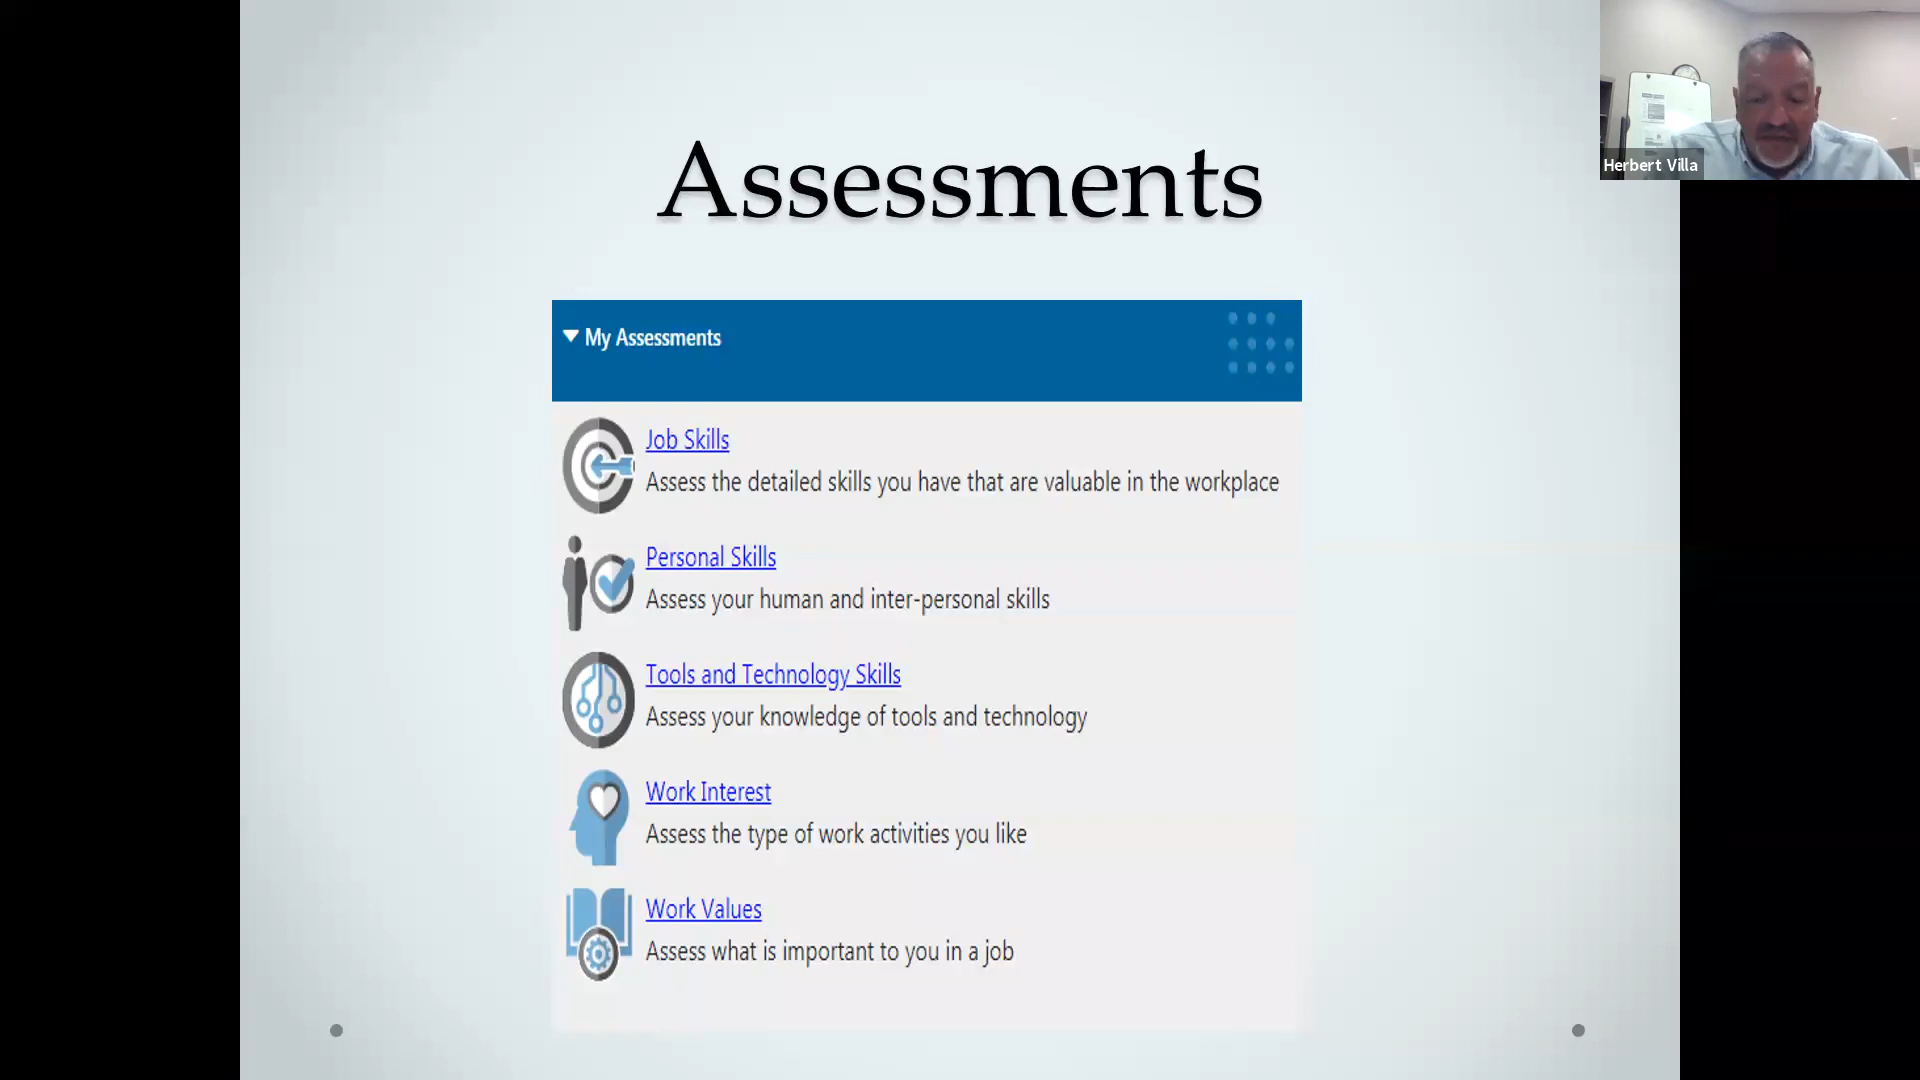 Assessments
Herbert Villa
My Assessments
Job Skills
Assess the detailed skills you have that are valuable in the workplace
Personal Skills
Assess your human and inter-personal skills
Tools and Technology Skills
Assess your knowledge of tools and technology
Work Interest
Assess the type of work activities you like
Work Values
Assess what is important to you in a job